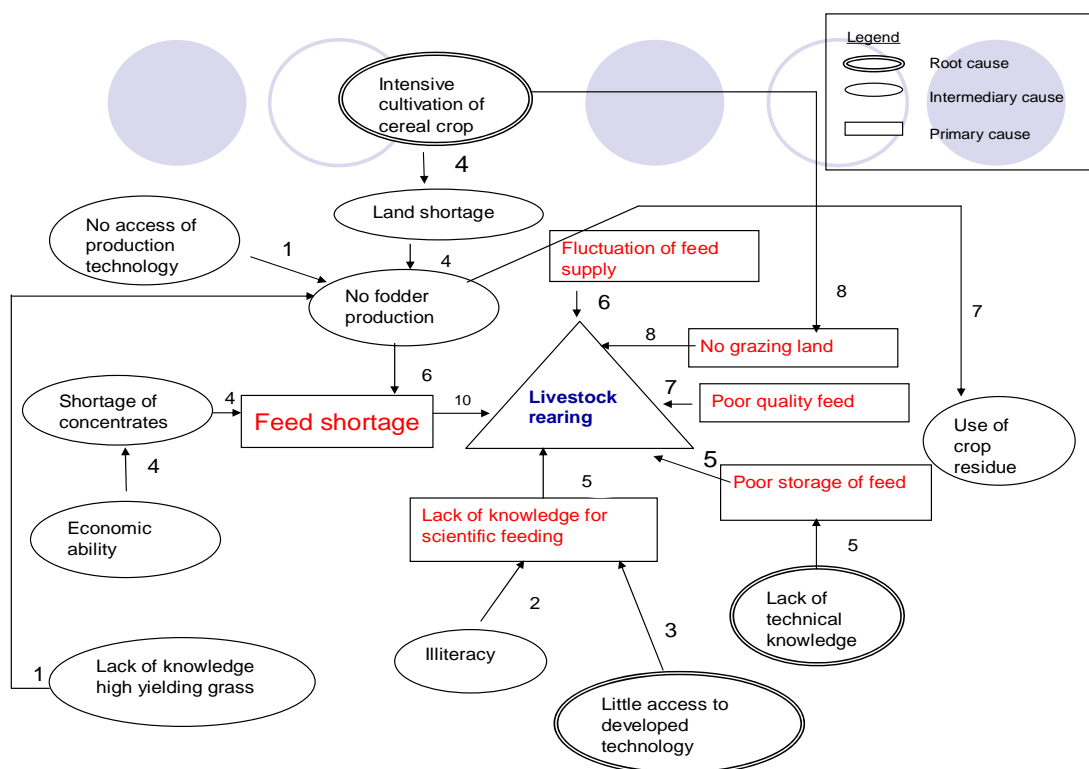 Legend
Root cause
Intermediary cause
Primary cause
Intensive
cultivation of
cereal crop
4
Land shortage
No access of
production
technology
1
4
Fluctuation of feed
supply
No fodder
production
6
8
7
8
No grazing land
6
Shortage of
concentrates
4
Feed shortage
10
Livestock
rearing
7
Poor quality feed
Use of
crop
residue
4
5
Poor storage of feed
5
Economic
ability
Lack of knowledge for
scientific feeding
5
2
3
Lack of
technical
knowledge
Illiteracy
1
Lack of knowledge
high yielding grass
Little access to
developed
technology